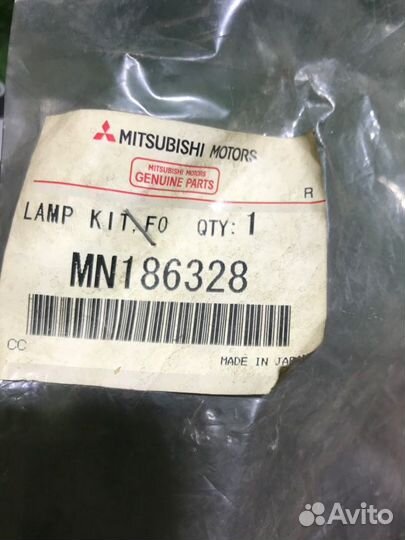 MITSUBISHI MOTORS
MITSUBISHI MOTORS
GENUINE PARTS
R
LAMP KIT,FO QTY: 1
MN186328
CC
MADE IN JAPAN
Avito